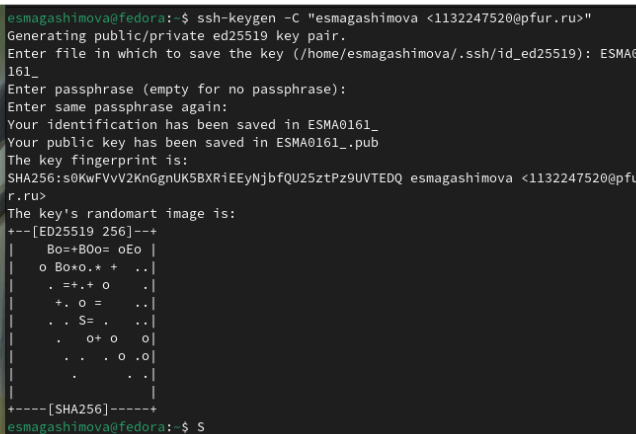 esmagashimova@fedora:~$ ssh-keygen -C "esmagashimova <1132247520@pfur.ru>"
Generating public/private ed25519 key pair.
Enter file in which to save the key (/home/esmagashimova/.ssh/id_ed25519): ESMA0
161_
Enter passphrase (empty for no passphrase):
Enter same passphrase again:
Your identification has been saved in ESMA0161_
Your public key has been saved in ESMA0161_.pub
The key fingerprint is:
SHA256:s0KwFVvV2KnGgnUK5BXRiEEyNjbfQU25ztPz9UVTEDQ esmagashimova <1132247520@pfu
r.ru>
The key's randomart image is:
+--[ED25519 256]--+
|    Bo=+BOo= oEo |
|   o Bo*o.* +  ..|
|    . =+.+ o    .|
|     +. o =    ..|
|    . . S= .   ..|
|     .   o+ o   o|
|      . .  . o .o|
|       .      . .|
|                 |
+----[SHA256]-----+
esmagashimova@fedora:~$ S